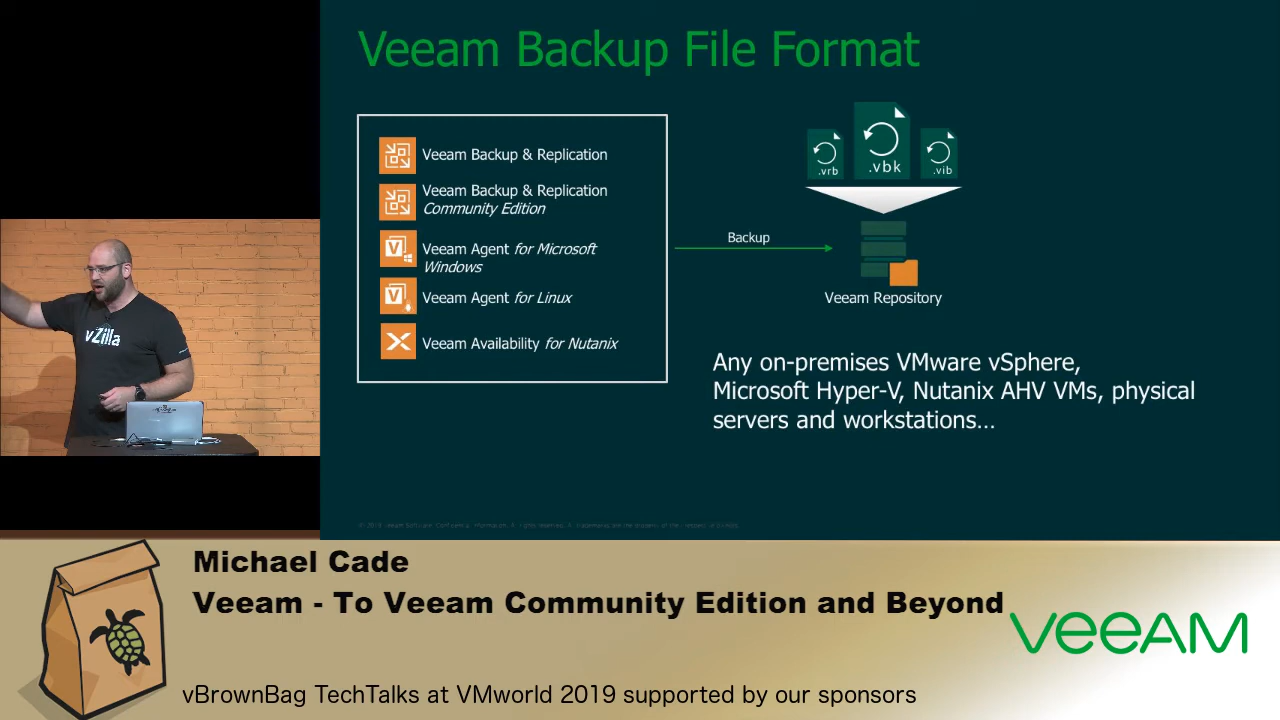 Veeam Backup File Format
Veeam Backup & Replication
Veeam Backup & Replication
Community Edition
Veeam Agent for Microsoft
Windows
Veeam Agent for Linux
Veeam Availability for Nutanix
Backup
.vrb
.vbk
.vib
Veeam Repository
Any on-premises VMware vSphere,
Microsoft Hyper-V, Nutanix AHV VMs, physical
servers and workstations...
vZilla
Michael Cade
Veeam - To Veeam Community Edition and Beyond
veeAM
vBrownBag TechTalks at VMworld 2019 supported by our sponsors